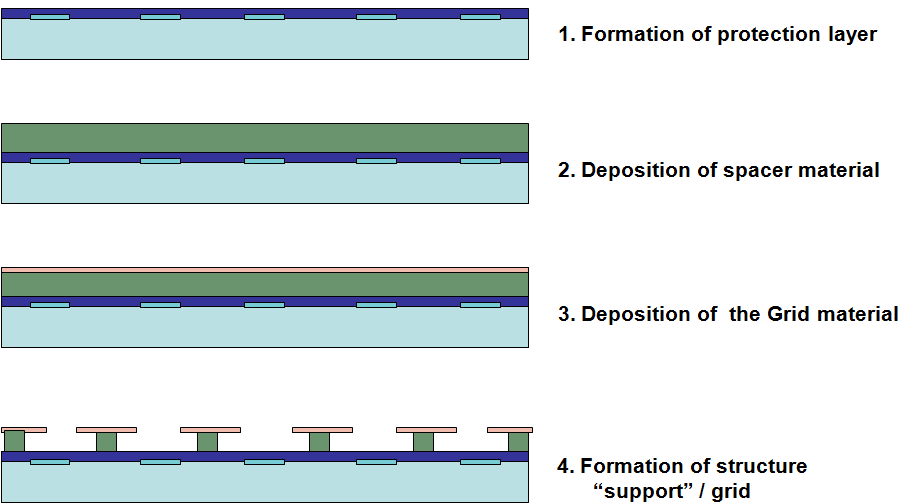 1. Formation of protection layer
2. Deposition of spacer material
3. Deposition of  the Grid material
4. Formation of structure
“support” / grid